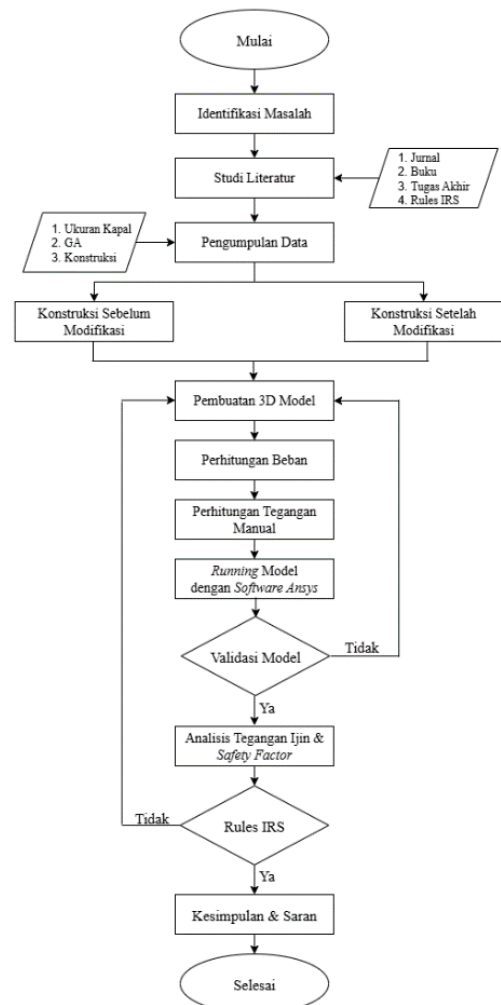 Mulai
Identifikasi Masalah
Studi Literatur
1. Jurnal
2. Buku
3. Tugas Akhir
4. Rules IRS
1. Ukuran Kapal
2. GA
3. Konstruksi
Pengumpulan Data
Konstruksi Sebelum
Modifikasi
Konstruksi Setelah
Modifikasi
Pembuatan 3D Model
Perhitungan Beban
Perhitungan Tegangan
Manual
Running Model
dengan Software Ansys
Validasi Model
Tidak
Ya
Analisis Tegangan Ijin &
Safety Factor
Tidak
Rules IRS
Ya
Kesimpulan & Saran
Selesai